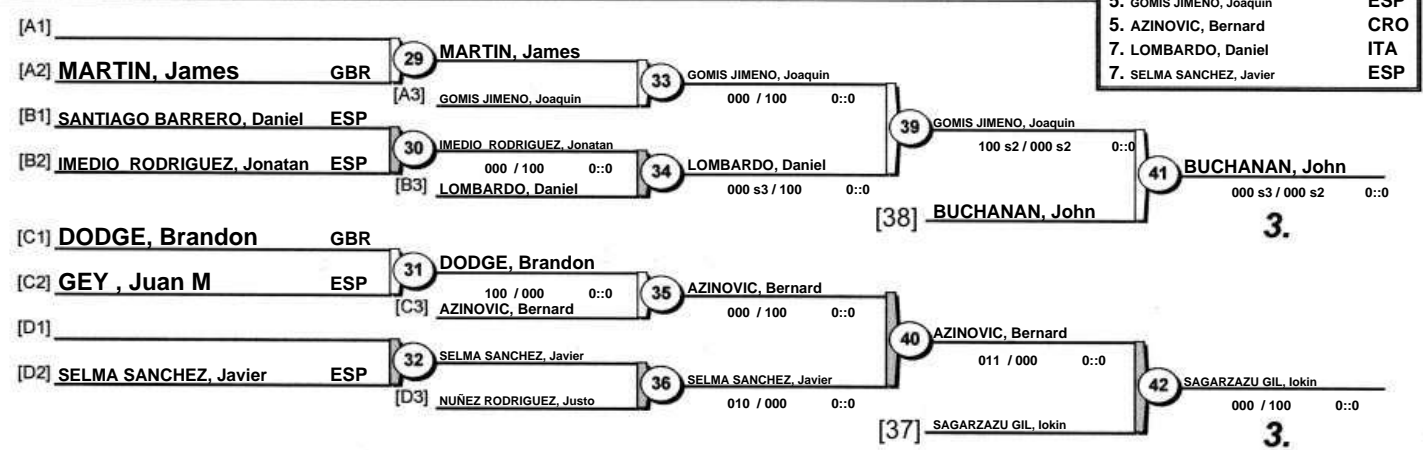 5. GOMIS JIMENO, Joaquin ESP
5. AZINOVIC, Bernard CRO
7. LOMBARDO, Daniel ITA
7. SELMA SANCHEZ, Javier ESP
[A1]
29 MARTIN, James
[A2] MARTIN, James GBR
33 GOMIS JIMENO, Joaquin
[A3] GOMIS JIMENO, Joaquin
000 / 100 0::0
[B1] SANTIAGO BARRERO, Daniel ESP
39 GOMIS JIMENO, Joaquin
30 IMEDIO RODRIGUEZ, Jonatan
100 s2 / 000 s2 0::0
[B2] IMEDIO RODRIGUEZ, Jonatan ESP
000 / 100 0::0
34 LOMBARDO, Daniel
41 BUCHANAN, John
[B3] LOMBARDO, Daniel
000 s3 / 100 0::0
000 s3 / 000 s2 0::0
[38] BUCHANAN, John
3.
[C1] DODGE, Brandon GBR
31 DODGE, Brandon
[C2] GEY , Juan M ESP
100 / 000 0::0
35 AZINOVIC, Bernard
[C3] AZINOVIC, Bernard
000 / 100 0::0
[D1]
40 AZINOVIC, Bernard
32 SELMA SANCHEZ, Javier
011 / 000 0::0
[D2] SELMA SANCHEZ, Javier ESP
36 SELMA SANCHEZ, Javier
42 SAGARZAZU GIL, Iokin
[D3] NUÑEZ RODRIGUEZ, Justo
010 / 000 0::0
000 / 100 0::0
[37] SAGARZAZU GIL, Iokin
3.